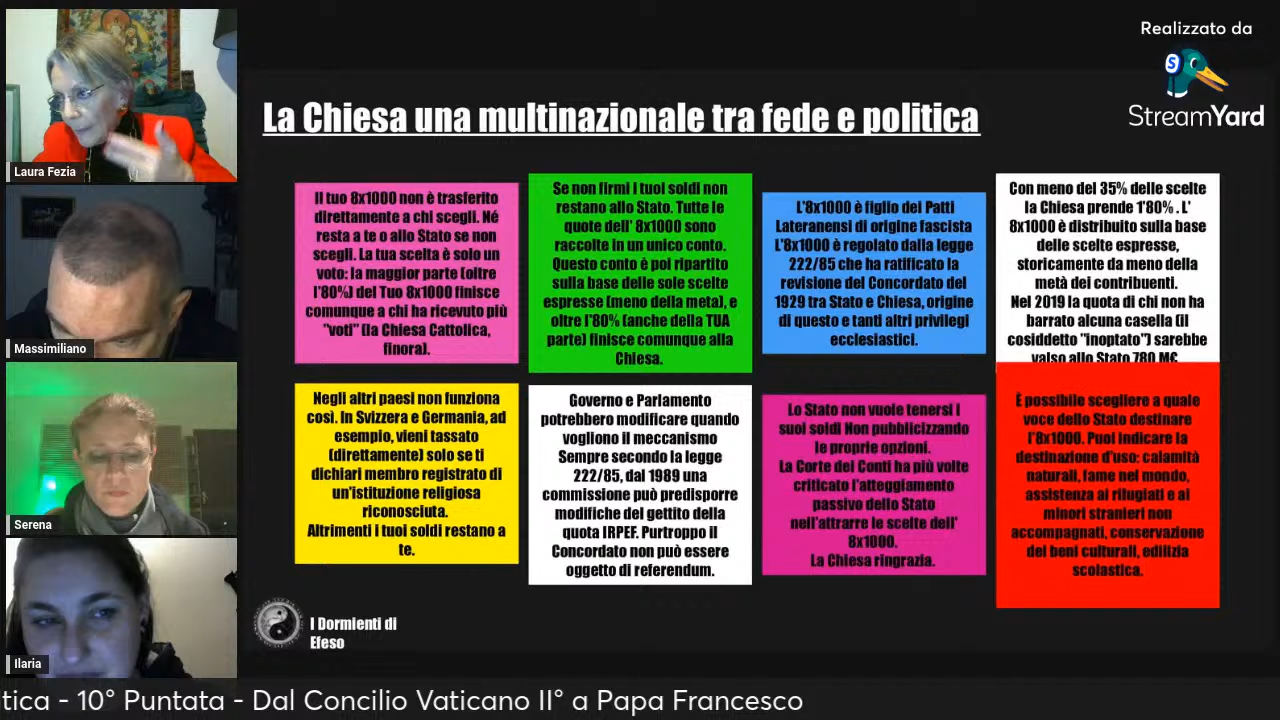 Realizzato da
StreamYard
La Chiesa una multinazionale tra fede e politica
Il tuo 8x1000 non è trasferito
direttamente a chi scegli. Né
resta a te o allo Stato se non
scegli. La tua scelta è solo un
voto: la maggior parte (oltre
l'80%) del Tuo 8x1000 finisce
comunque a chi ha ricevuto più
"voti" (la Chiesa Cattolica,
finora).
Se non firmi i tuoi soldi non
restano allo Stato. Tutte le
quote dell' 8x1000 sono
raccolte in un unico conto.
Questo conto è poi ripartito
sulla base delle sole scelte
espresse (meno della meta), e
oltre l'80% (anche della TUA
parte) finisce comunque alla
Chiesa.
L'8x1000 è figlio dei Patti
Lateranensi di origine fascista
L'8x1000 è regolato dalla legge
222/85 che ha ratificato la
revisione del Concordato del
1929 tra Stato e Chiesa, origine
di questo e tanti altri privilegi
ecclesiastici.
Con meno del 35% delle scelte
la Chiesa prende 1'80% . L'
8x1000 è distribuito sulla base
delle scelte espresse,
storicamente da meno della
metà dei contribuenti.
Nel 2019 la quota di chi non ha
barrato alcuna casella (il
cosiddetto "inoptato") sarebbe
valso allo Stato 780 M€
Negli altri paesi non funziona
così. In Svizzera e Germania, ad
esempio, vieni tassato
(direttamente) solo se ti
dichiari membro registrato di
un'istituzione religiosa
riconosciuta.
Altrimenti i tuoi soldi restano a
te.
Governo e Parlamento
potrebbero modificare quando
vogliono il meccanismo
Sempre secondo la legge
222/85, dal 1989 una
commissione può predisporre
modifiche del gettito della
quota IRPEF. Purtroppo il
Concordato non può essere
oggetto di referendum.
Lo Stato non vuole tenersi i
suoi soldi Non pubblicizzando
le proprie opzioni.
La Corte dei Conti ha più volte
criticato l'atteggiamento
passivo dello Stato
nell'attrarre le scelte dell'
8x1000.
La Chiesa ringrazia.
È possibile scegliere a quale
voce dello Stato destinare
l'8x1000. Puoi indicare la
destinazione d'uso: calamità
naturali, fame nel mondo,
assistenza ai rifugiati e ai
minori stranieri non
accompagnati, conservazione
dei beni culturali, edilizia
scolastica.
Laura Fezia
Massimiliano
Serena
Ilaria
I Dormienti di
Efeso
tica - 10° Puntata - Dal Concilio Vaticano II° a Papa Francesco